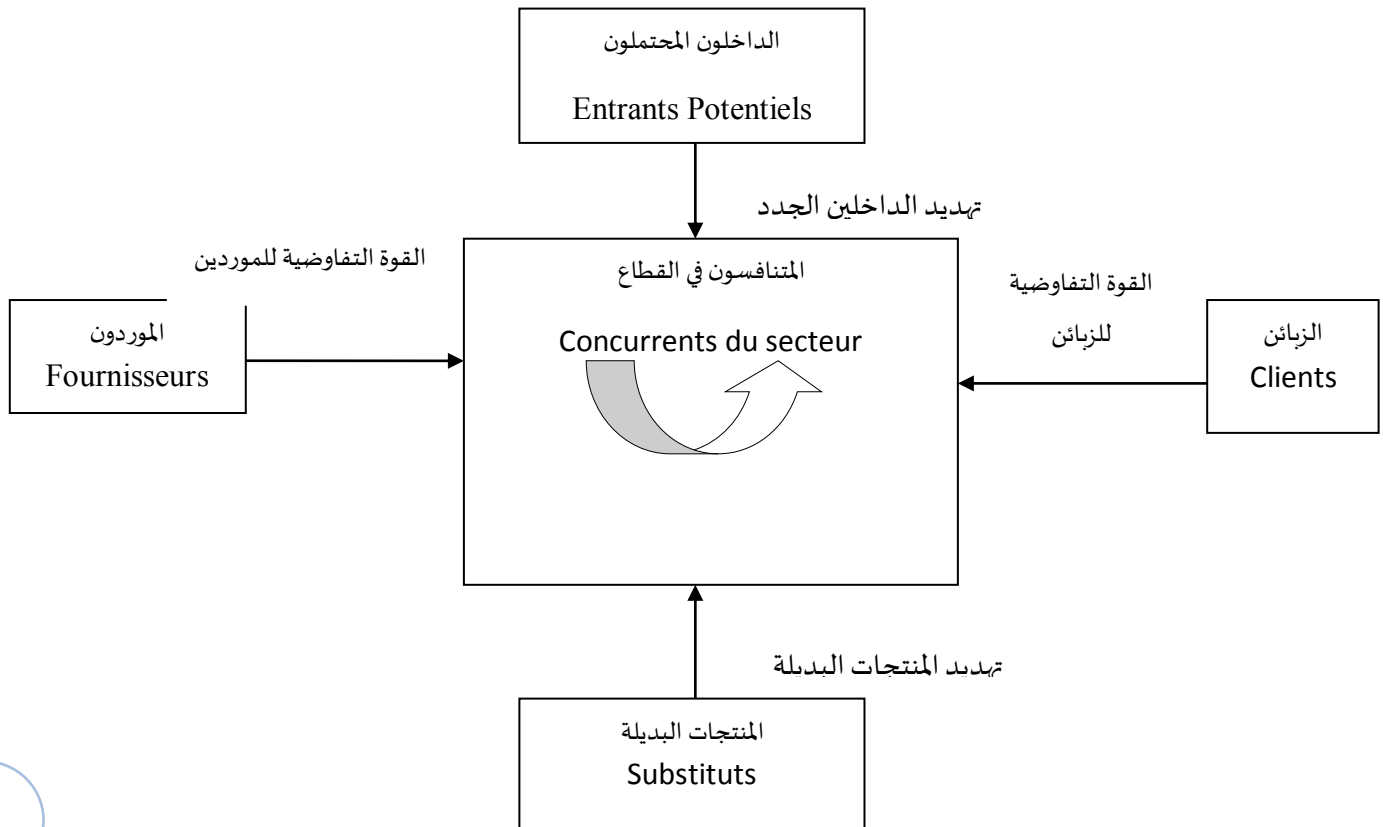 الداخلون المحتملون
Entrants Potentiels
تهديد الداخلين الجدد
القوة التفاوضية للموردين
المتنافسون في القطاع
القوة التفاوضية
للزبائن
الموردون
Fournisseurs
Concurrents du secteur
الزبائن
Clients
تهديد المنتجات البديلة
المنتجات البديلة
Substituts